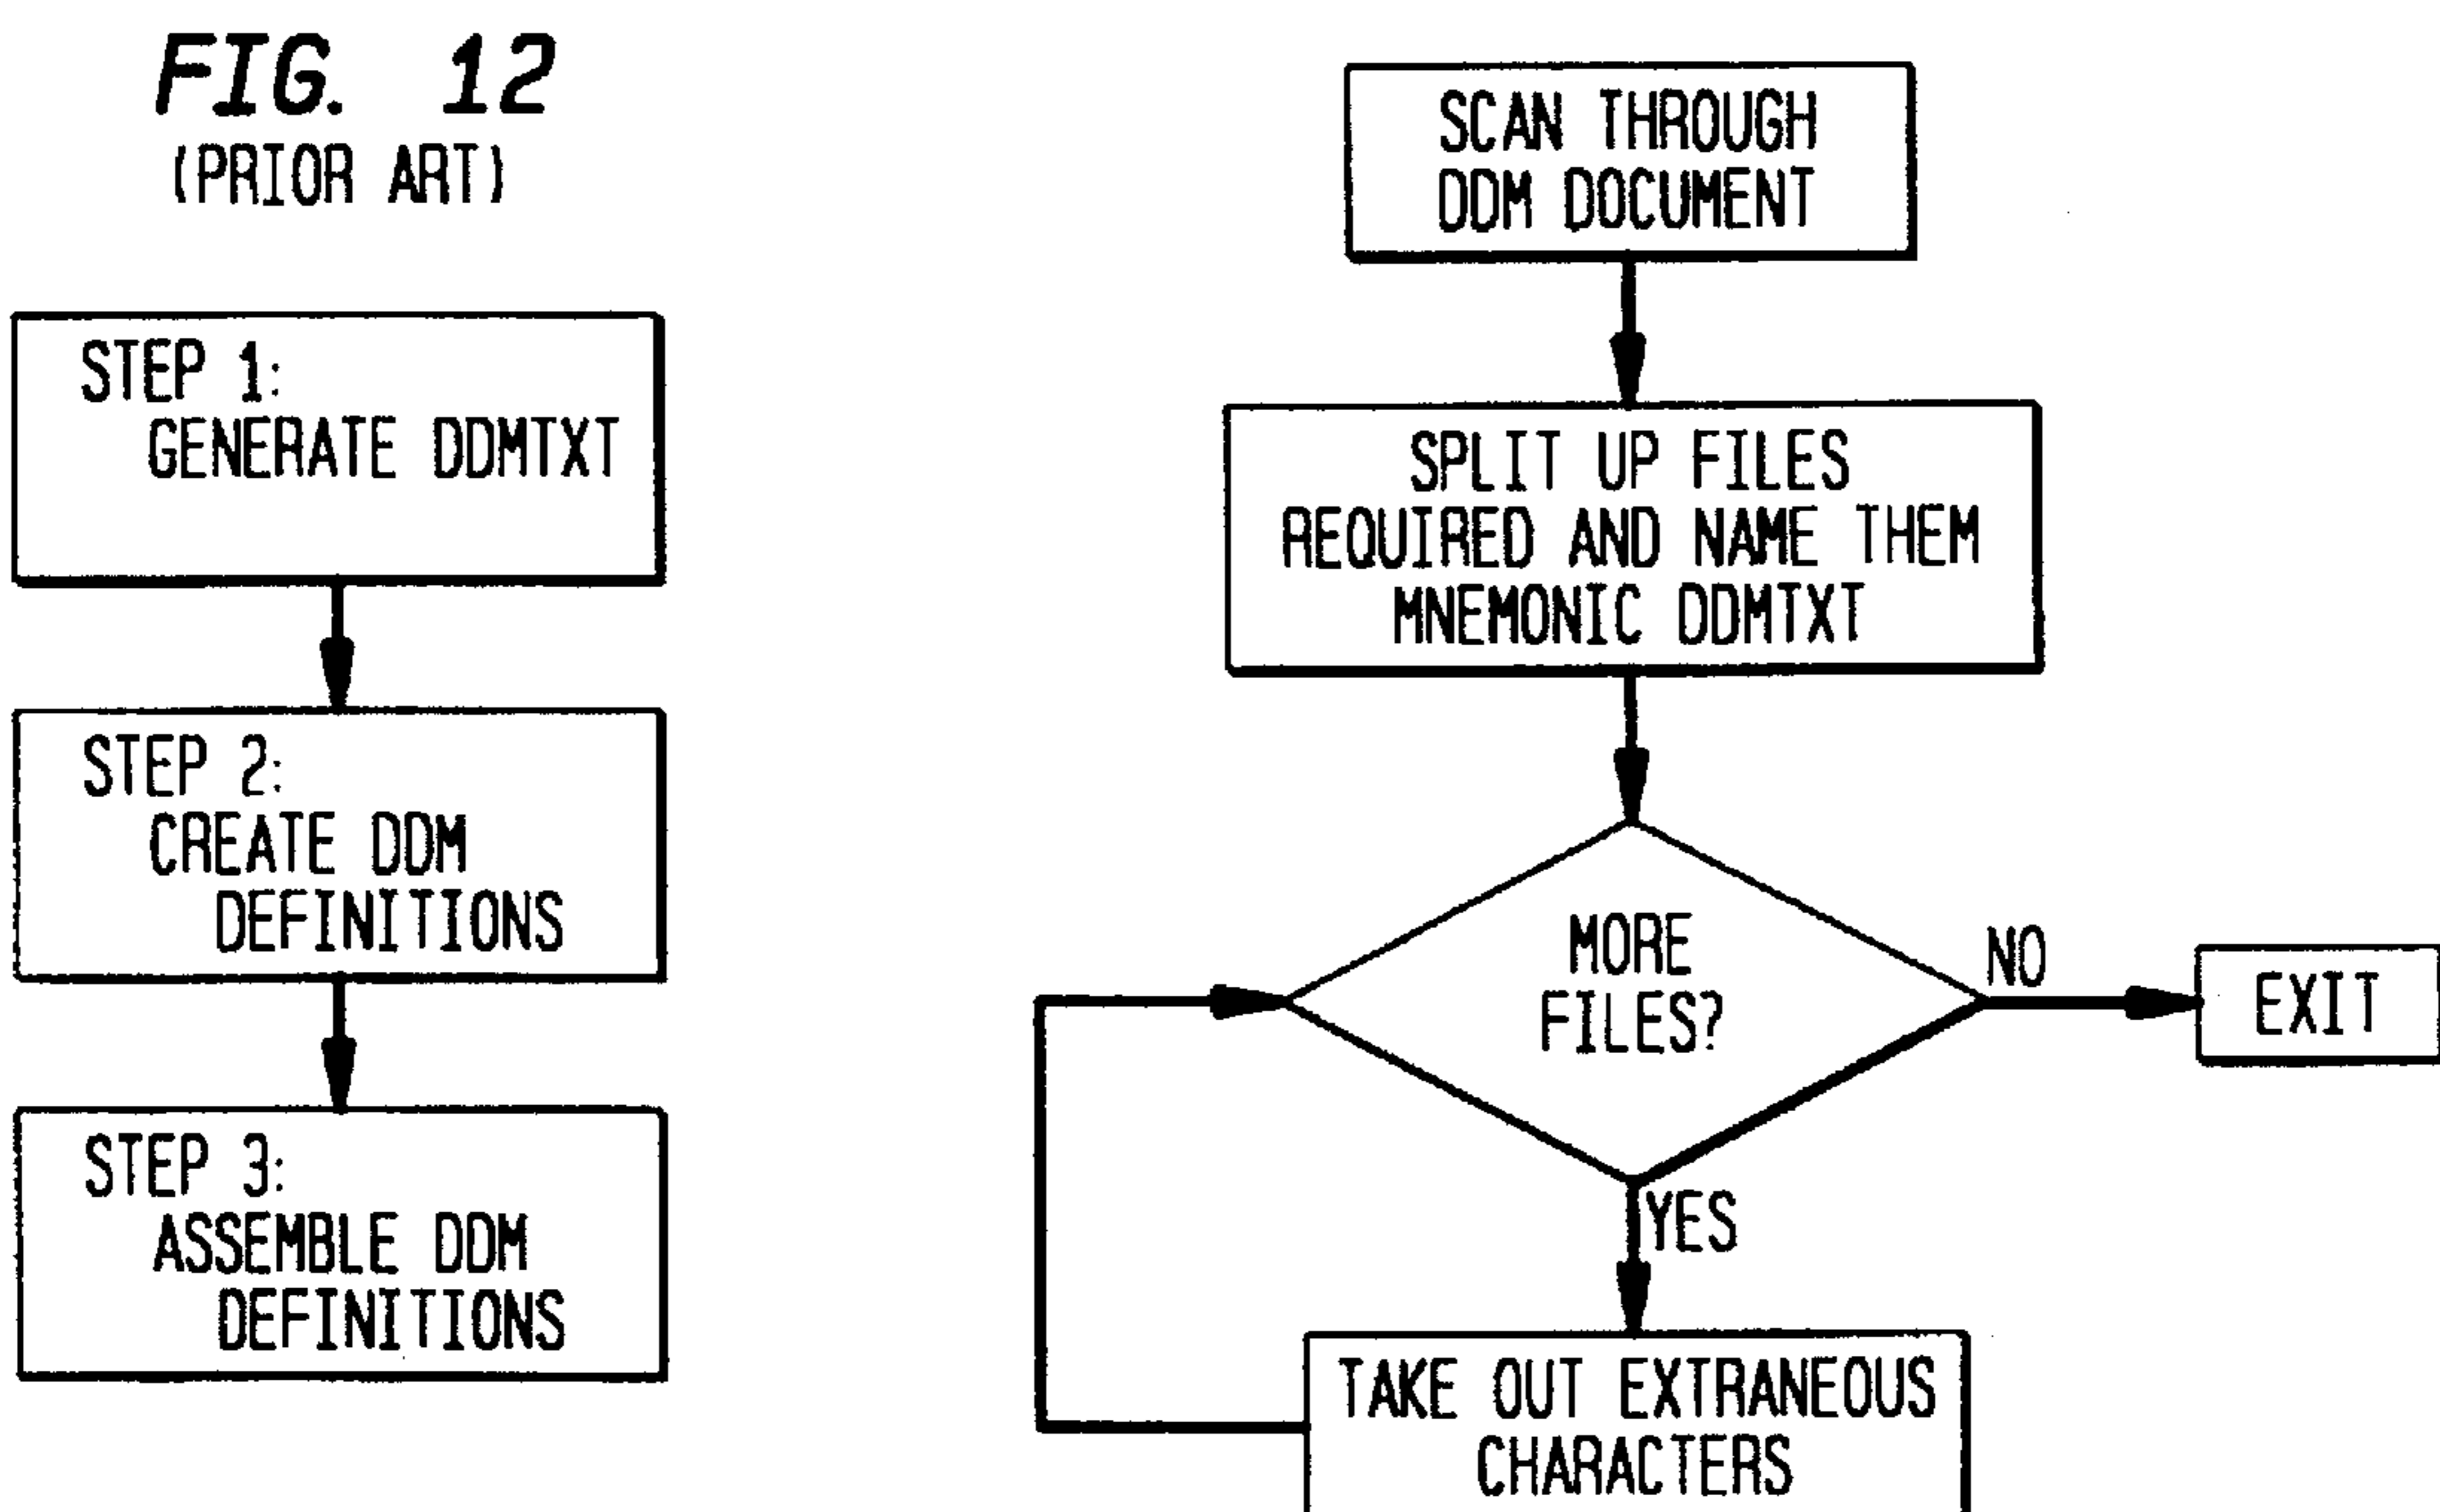 FIG. 12
(PRIOR ART)
STEP 1:
GENERATE DDMTXT
STEP 2:
CREATE DDM
DEFINITIONS
STEP 3:
ASSEMBLE DDM
DEFINITIONS
SCAN THROUGH
DDM DOCUMENT
SPLIT UP FILES
REQUIRED AND NAME THEM
MNEMONIC DDMTXT
MORE
FILES?
NO
EXIT
YES
TAKE OUT EXTRANEOUS
CHARACTERS